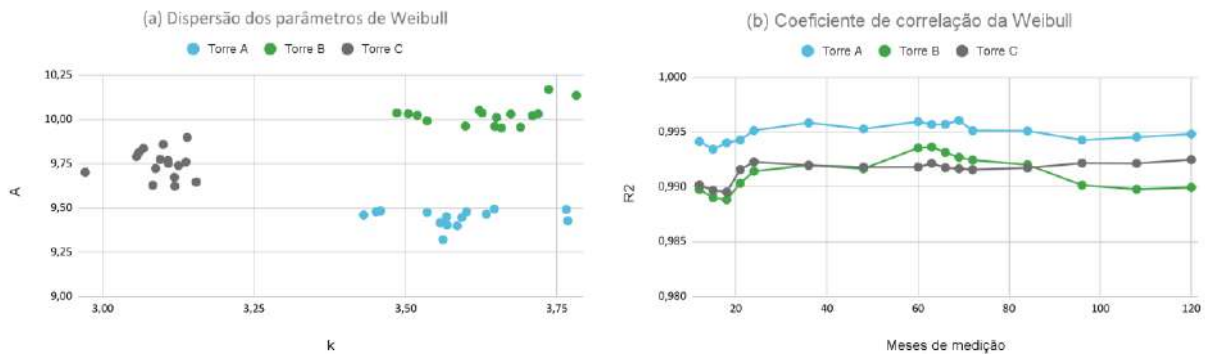 (a) Dispersão dos parâmetros de Weibull
Torre A Torre B Torre C
10,25
10,00
9,75
9,50
9,25
9,00
A
3,00 3,25 3,50 3,75
k
(b) Coeficiente de correlação da Weibull
Torre A Torre B Torre C
1,000
0,995
0,990
0,985
0,980
R2
20 40 60 80 100 120
Meses de medição